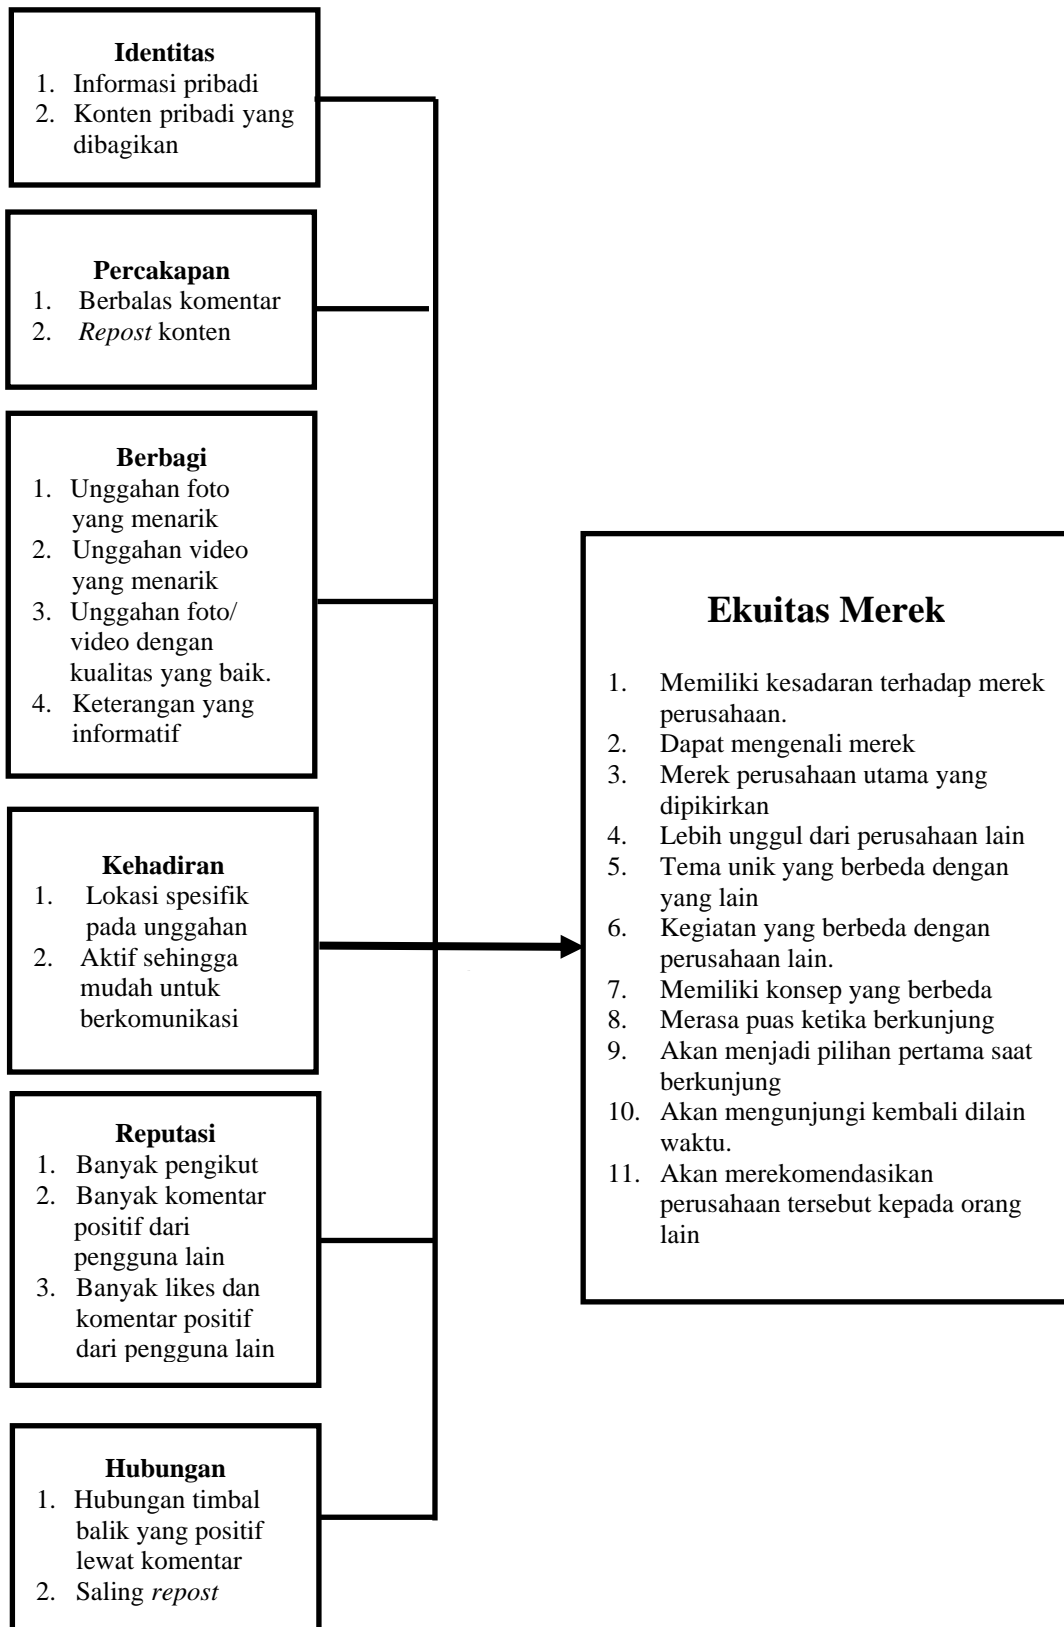 Identitas
1. Informasi pribadi
2. Konten pribadi yang
dibagikan
Percakapan
1. Berbalas komentar
2. Repost konten
Berbagi
1. Unggahan foto
yang menarik
2. Unggahan video
yang menarik
3. Unggahan foto/
video dengan
kualitas yang baik.
4. Keterangan yang
informatif
Kehadiran
1. Lokasi spesifik
pada unggahan
2. Aktif sehingga
mudah untuk
berkomunikasi
Reputasi
1. Banyak pengikut
2. Banyak komentar
positif dari
pengguna lain
3. Banyak likes dan
komentar positif
dari pengguna lain
Hubungan
1. Hubungan timbal
balik yang positif
lewat komentar
2. Saling repost
Ekuitas Merek
1. Memiliki kesadaran terhadap merek
perusahaan.
2. Dapat mengenali merek
3. Merek perusahaan utama yang
dipikirkan
4. Lebih unggul dari perusahaan lain
5. Tema unik yang berbeda dengan
yang lain
6. Kegiatan yang berbeda dengan
perusahaan lain.
7. Memiliki konsep yang berbeda
8. Merasa puas ketika berkunjung
9. Akan menjadi pilihan pertama saat
berkunjung
10. Akan mengunjungi kembali dilain
waktu.
11. Akan merekomendasikan
perusahaan tersebut kepada orang
lain